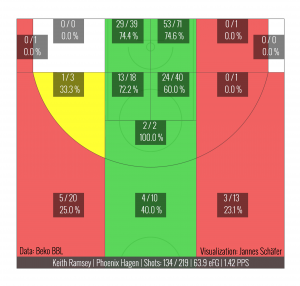 0 / 0
0.0 %
29 / 39
74.4 %
53 / 71
74.6 %
0 / 1
0.0 %
0 / 1
0.0 %
0 / 1
0.0 %
1 / 3
33.3 %
13 / 18
72.2 %
24 / 40
60.0 %
0 / 1
0.0 %
2 / 2
100.0 %
5 / 20
25.0 %
4 / 10
40.0 %
3 / 13
23.1 %
Data: Beko BBL
Visualization: Jannes Schäfer
Keith Ramsey | Phoenix Hagen | Shots: 134 / 219 | 63.9 eFG | 1.42 PPS